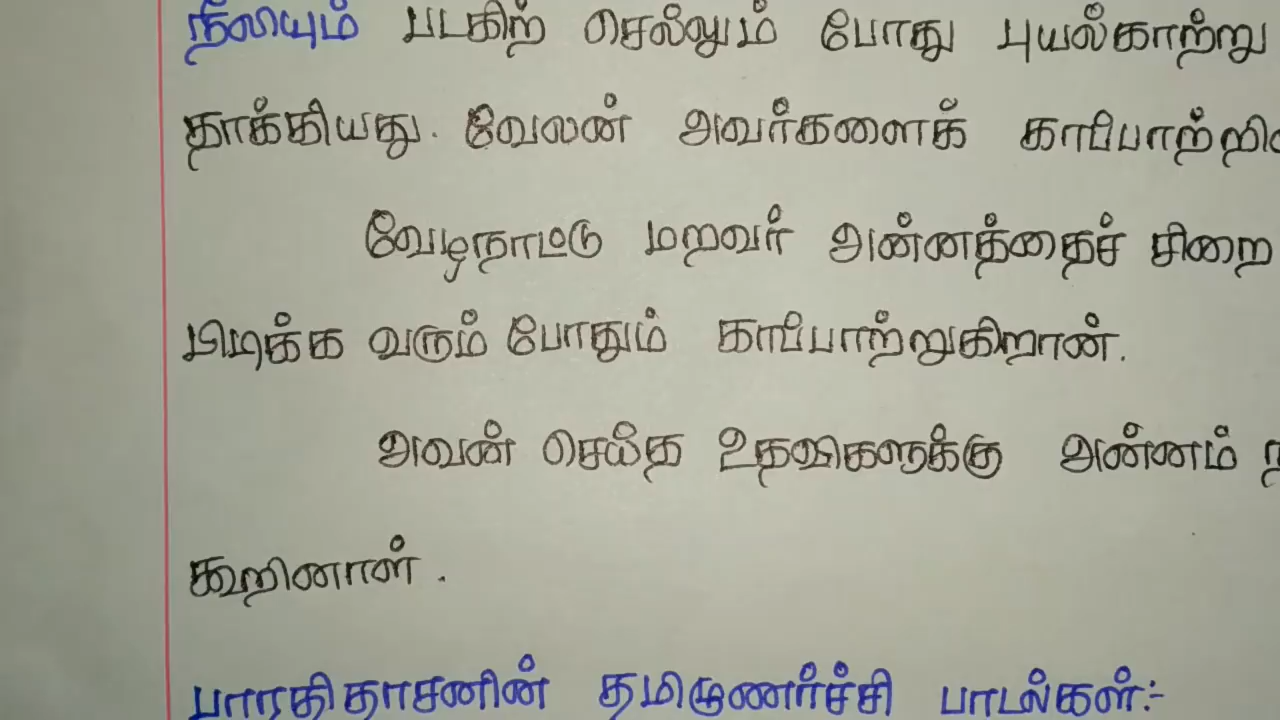 நீலியும் படகிற் செல்லும் போது புயல்காற்று
தாக்கியது. வேலன் அவர்களைக் காப்பாற்றி
வேழநாட்டு மறவர் அன்னத்தைச் சிறை
பிடிக்க வரும் போதும் காப்பாற்றுகிறான்.
அவன் செய்த உதவிகளுக்கு அன்னம்
கூறினாள்.
பாரதிதாசனின் தமிழுணர்ச்சி பாடல்கள்:-